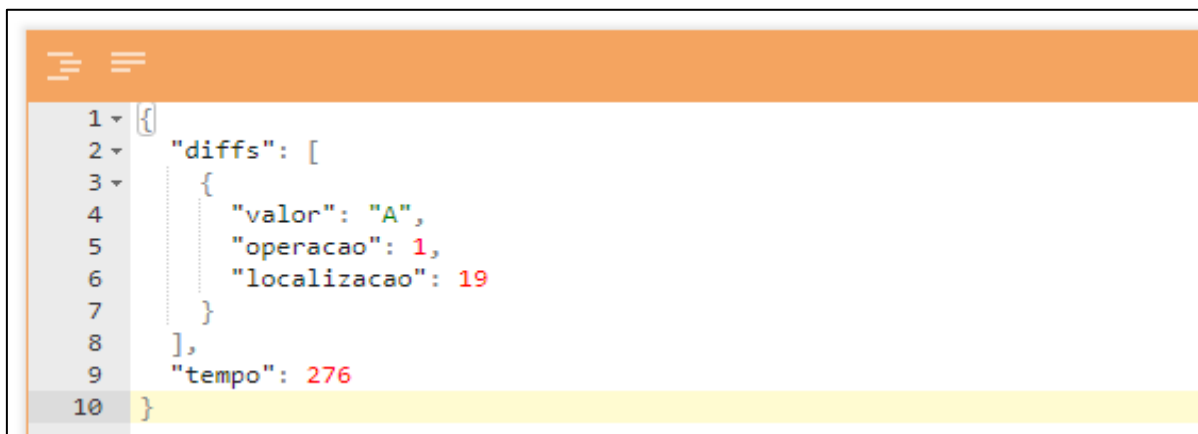 1 {
2 "diffs": [
3 {
4 "valor": "A",
5 "operacao": 1,
6 "localizacao": 19
7 }
8 ],
9 "tempo": 276
10 }